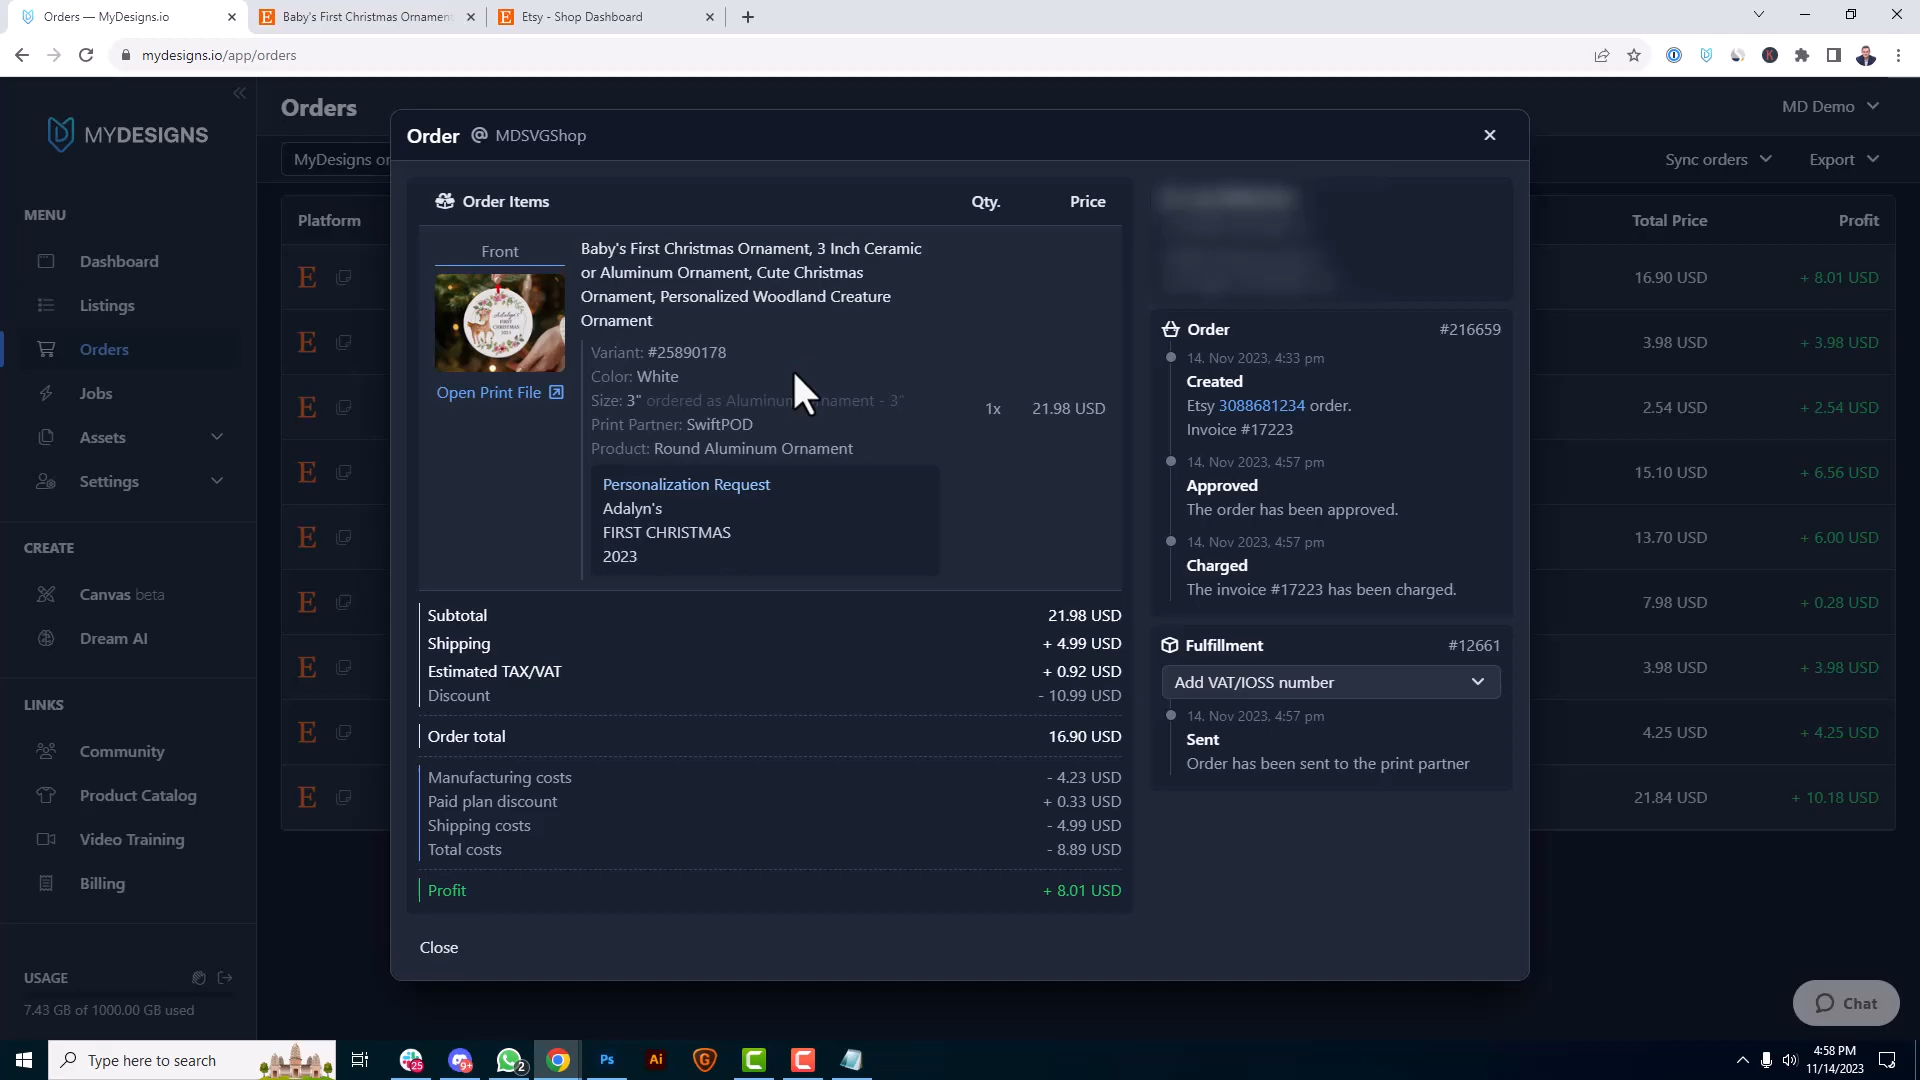 Orders — MyDesigns.io
Baby's First Christmas Ornament
Etsy - Shop Dashboard
mydesigns.io/app/orders
MYDESIGNS
MENU
Dashboard
Listings
Orders
Jobs
Assets
Settings
CREATE
Canvas beta
Dream AI
LINKS
Community
Product Catalog
Video Training
Billing
USAGE
7.43 GB of 1000.00 GB used
Orders
MD Demo
MyDesigns or
Sync orders
Export
Platform
Total Price
Profit
16.90 USD
+ 8.01 USD
3.98 USD
+ 3.98 USD
2.54 USD
+ 2.54 USD
15.10 USD
+ 6.56 USD
13.70 USD
+ 6.00 USD
7.98 USD
+ 0.28 USD
3.98 USD
+ 3.98 USD
4.25 USD
+ 4.25 USD
21.84 USD
+ 10.18 USD
Order @ MDSVGShop
Order Items
Qty.
Price
Front
Open Print File
Baby's First Christmas Ornament, 3 Inch Ceramic
or Aluminum Ornament, Cute Christmas
Ornament, Personalized Woodland Creature
Ornament
Variant: #25890178
Color: White
Size: 3" ordered as Aluminum Ornament - 3"
Print Partner: SwiftPOD
Product: Round Aluminum Ornament
1x
21.98 USD
Personalization Request
Adalyn's
FIRST CHRISTMAS
2023
Subtotal
21.98 USD
Shipping
+ 4.99 USD
Estimated TAX/VAT
+ 0.92 USD
Discount
- 10.99 USD
Order total
16.90 USD
Manufacturing costs
- 4.23 USD
Paid plan discount
+ 0.33 USD
Shipping costs
- 4.99 USD
Total costs
- 8.89 USD
Profit
+ 8.01 USD
Close
Order
#216659
14. Nov 2023, 4:33 pm
Created
Etsy 3088681234 order.
Invoice #17223
14. Nov 2023, 4:57 pm
Approved
The order has been approved.
14. Nov 2023, 4:57 pm
Charged
The invoice #17223 has been charged.
Fulfillment
#12661
Add VAT/IOSS number
14. Nov 2023, 4:57 pm
Sent
Order has been sent to the print partner
Chat
Type here to search
25
9+
2
Ps
Ai
4:58 PM
11/14/2023